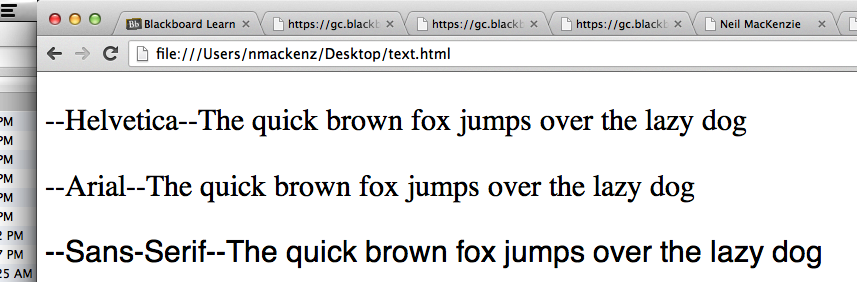 Blackboard Learn
https://gc.blackb
https://gc.blackb
https://gc.blackb
Neil MacKenzie
file:///Users/nmackenz/Desktop/text.html
--Helvetica--The quick brown fox jumps over the lazy dog
--Arial--The quick brown fox jumps over the lazy dog
--Sans-Serif--The quick brown fox jumps over the lazy dog
PM
PM
PM
PM
PM
PM
2 PM
7 PM
25 AM